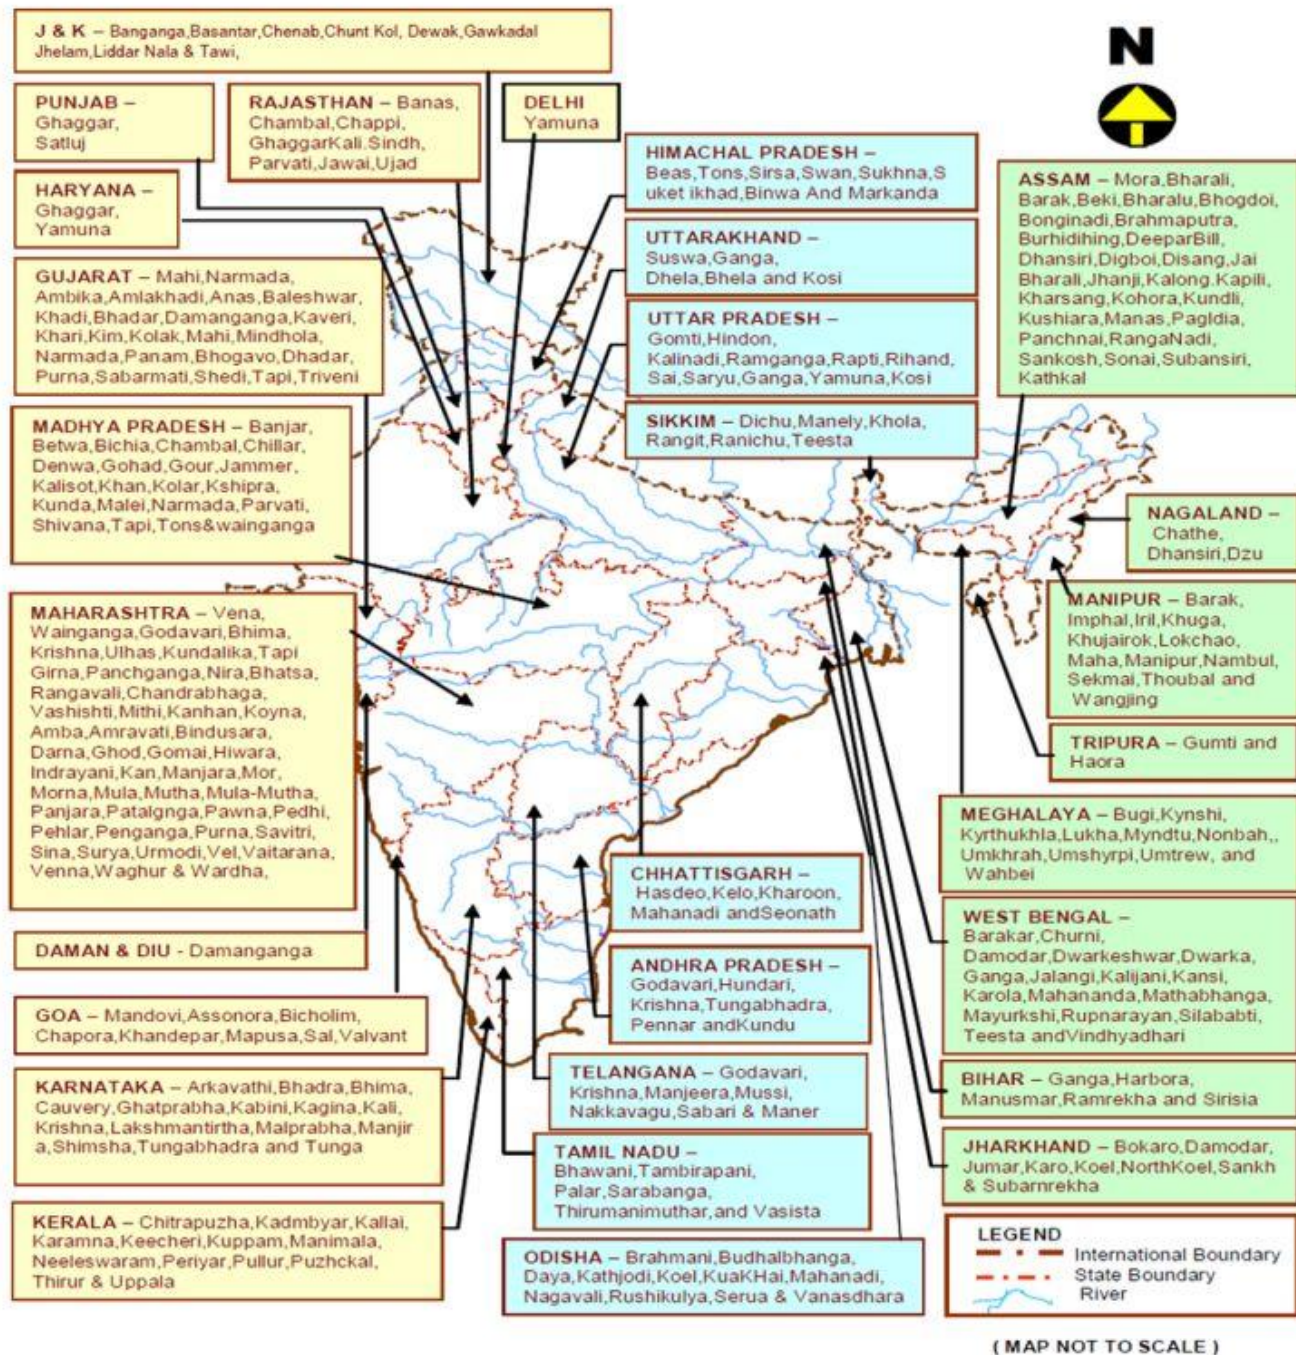 J & K – Banganga,Basantar,Chenab,Chunt Kol, Dewak,Gawkadal
Jhelam,Liddar Nala & Tawi,
N
PUNJAB –
Ghaggar,
Satluj
RAJASTHAN – Banas,
Chambal,Chappi,
GhaggarKali.Sindh,
Parvati,Jawai,Ujad
DELHI
Yamuna
HARYANA –
Ghaggar,
Yamuna
HIMACHAL PRADESH –
Beas,Tons,Sirsa,Swan,Sukhna,S
uket ikhad,Binwa And Markanda
UTTARAKHAND –
Suswa,Ganga,
Dhela,Bhela and Kosi
UTTAR PRADESH –
Gomti,Hindon,
Kalinadi,Ramganga,Rapti,Rihand,
Sai,Saryu,Ganga,Yamuna,Kosi
SIKKIM – Dichu,Manely,Khola,
Rangit,Ranichu,Teesta
ASSAM – Mora,Bharali,
Barak,Beki,Bharalu,Bhogdoi,
Bonginadi,Brahmaputra,
Burhidihing,DeeparBill,
Dhansiri,Digboi,Disang,Jai
Bharali,Jhanji,Kalong.Kapili,
Kharsang,Kohora,Kundli,
Kushiara,Manas,Pagldia,
Panchnai,RangaNadi,
Sankosh,Sonai,Subansiri,
Kathkal
GUJARAT – Mahi,Narmada,
Ambika,Amlakhadi,Anas,Baleshwar,
Khadi,Bhadar,Damanganga,Kaveri,
Khari,Kim,Kolak,Mahi,Mindhola,
Narmada,Panam,Bhogavo,Dhadar,
Purna,Sabarmati,Shedi,Tapi,Triveni
MADHYA PRADESH – Banjar,
Betwa,Bichia,Chambal,Chillar,
Denwa,Gohad,Gour,Jammer,
Kalisot,Khan,Kolar,Kshipra,
Kunda,Malei,Narmada,Parvati,
Shivana,Tapi,Tons&wainganga
NAGALAND –
Chathe,
Dhansiri,Dzu
MANIPUR – Barak,
Imphal,Iril,Khuga,
Khujairok,Lokchao,
Maha,Manipur,Nambul,
Sekmai,Thoubal and
Wangjing
TRIPURA – Gumti and
Haora
MAHARASHTRA – Vena,
Wainganga,Godavari,Bhima,
Krishna,Ulhas,Kundalika,Tapi
Girna,Panchganga,Nira,Bhatsa,
Rangavali,Chandrabhaga,
Vashishti,Mithi,Kanhan,Koyna,
Amba,Amravati,Bindusara,
Darna,Ghod,Gomai,Hiwara,
Indrayani,Kan,Manjara,Mor,
Morna,Mula,Mutha,Mula-Mutha,
Panjara,Patalgnga,Pawna,Pedhi,
Pehlar,Penganga,Purna,Savitri,
Sina,Surya,Urmodi,Vel,Vaitarana,
Venna,Waghur & Wardha,
MEGHALAYA – Bugi,Kynshi,
Kyrthukhla,Lukha,Myndtu,Nonbah,,
Umkhrah,Umshyrpi,Umtrew, and
Wahbei
CHHATTISGARH –
Hasdeo,Kelo,Kharoon,
Mahanadi andSeonath
WEST BENGAL –
Barakar,Churni,
Damodar,Dwarkeshwar,Dwarka,
Ganga,Jalangi,Kalijani,Kansi,
Karola,Mahananda,Mathabhanga,
Mayurkshi,Rupnarayan,Silababti,
Teesta andVindhyadhari
DAMAN & DIU - Damanganga
ANDHRA PRADESH –
Godavari,Hundari,
Krishna,Tungabhadra,
Pennar andKundu
GOA – Mandovi,Assonora,Bicholim,
Chapora,Khandepar,Mapusa,Sal,Valvant
TELANGANA – Godavari,
Krishna,Manjeera,Mussi,
Nakkavagu,Sabari & Maner
BIHAR – Ganga,Harbora,
Manusmar,Ramrekha and Sirisia
KARNATAKA – Arkavathi,Bhadra,Bhima,
Cauvery,Ghatprabha,Kabini,Kagina,Kali,
Krishna,Lakshmantirtha,Malprabha,Manjir
a,Shimsha,Tungabhadra and Tunga
TAMIL NADU –
Bhawani,Tambirapani,
Palar,Sarabanga,
Thirumanimuthar,and Vasista
JHARKHAND – Bokaro,Damodar,
Jumar,Karo,Koel,NorthKoel,Sankh
& Subarnrekha
KERALA – Chitrapuzha,Kadmbyar,Kallai,
Karamna,Keecheri,Kuppam,Manimala,
Neeleswaram,Periyar,Pullur,Puzhckal,
Thirur & Uppala
ODISHA – Brahmani,Budhalbhanga,
Daya,Kathjodi,Koel,KuaKHai,Mahanadi,
Nagavali,Rushikulya,Serua & Vanasdhara
LEGEND
International Boundary
State Boundary
River
( MAP NOT TO SCALE )